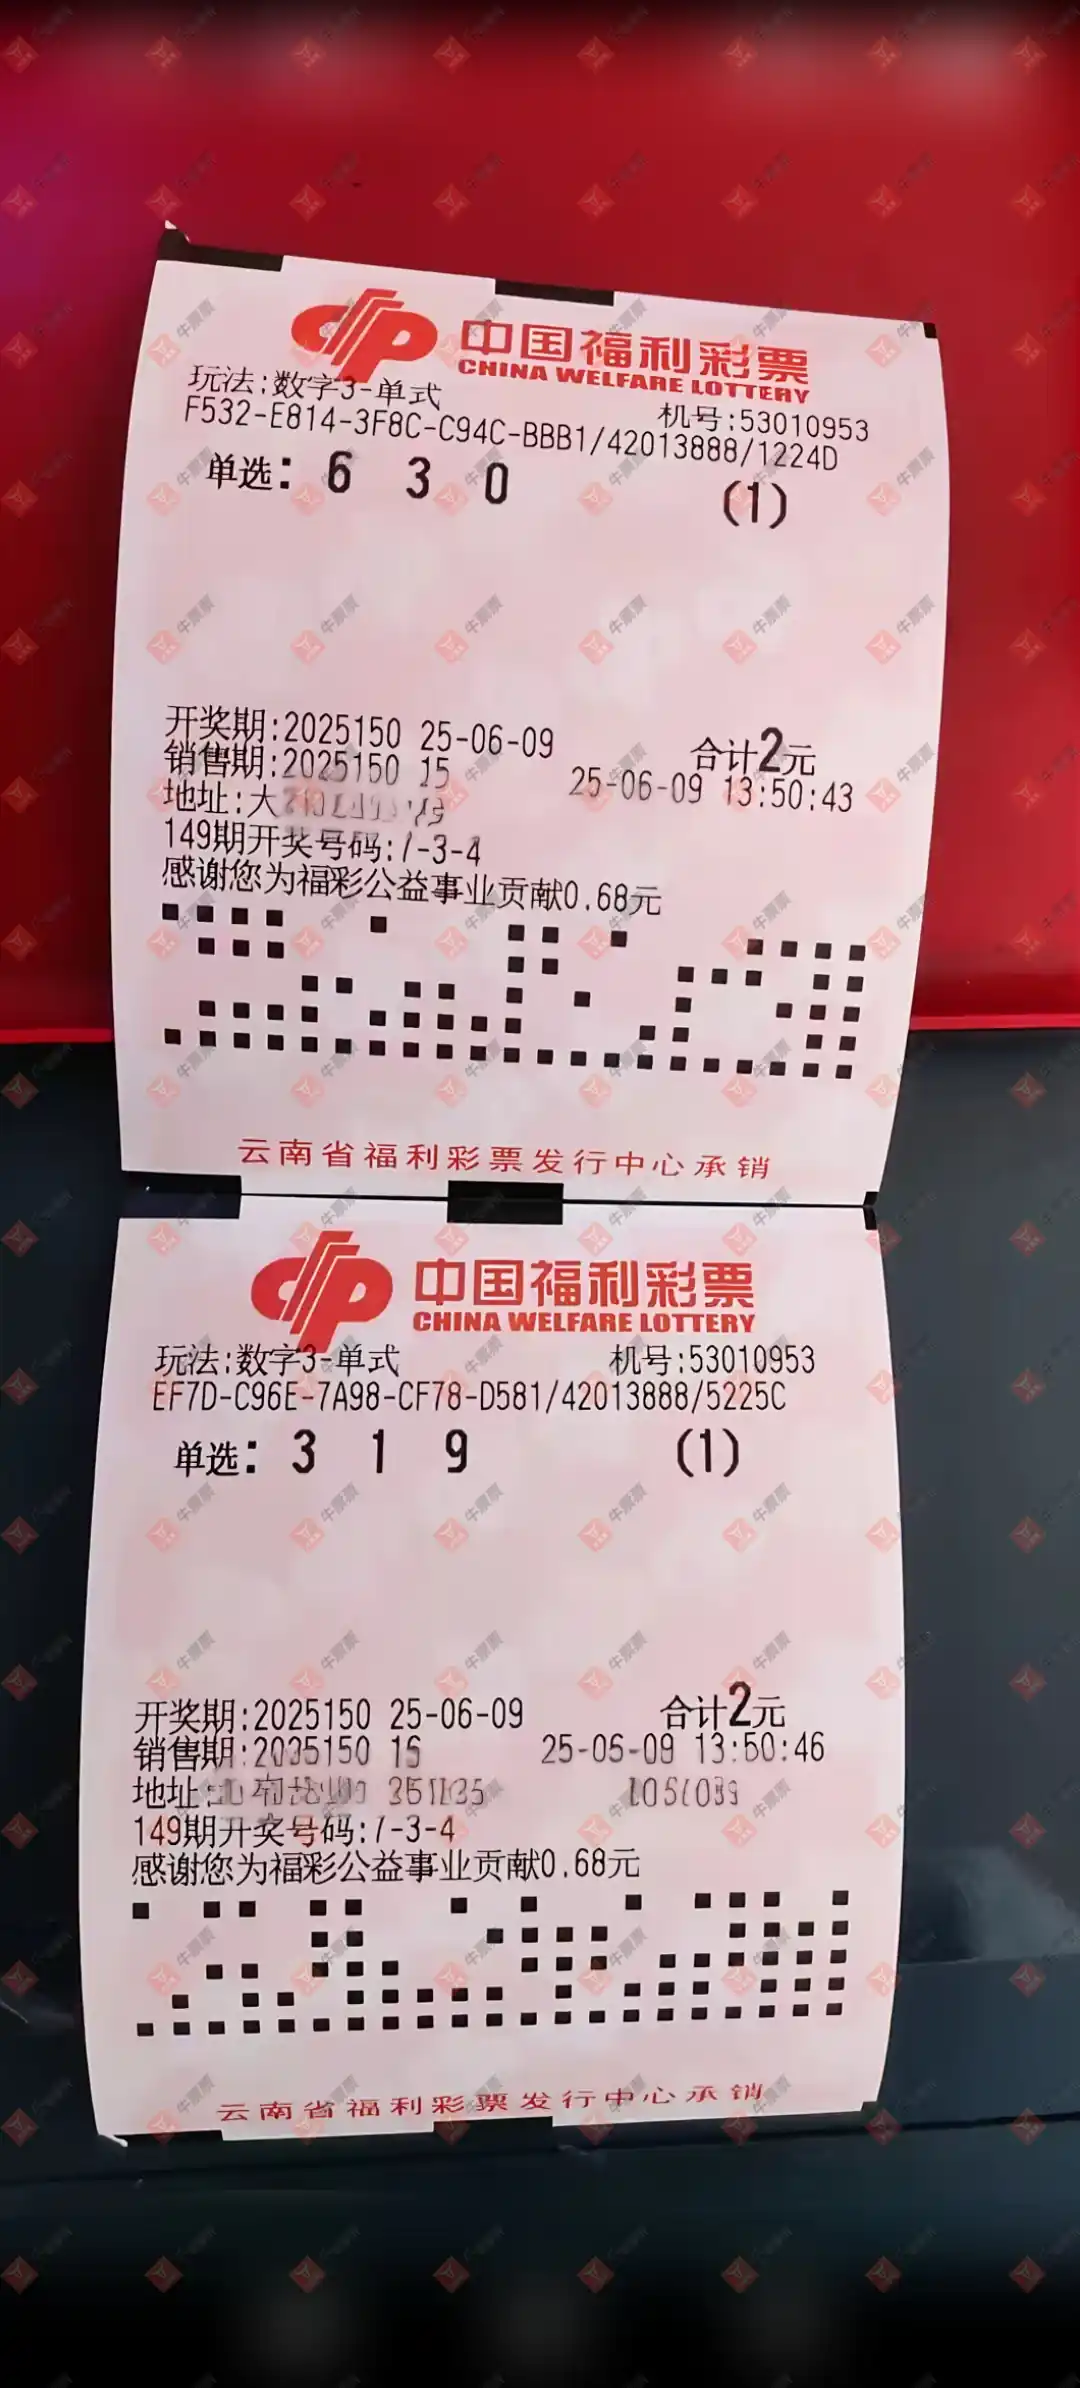 中国福利彩票
CHINA WELFARE LOTTERY
玩法:数字3-单式
机号:53010953
F532-E814-3F8C-C94C-BBB1/42013888/1224D
单选: 6 3 0 (1)
开奖期:2025150 25-06-09 合计2元
销售期:2025150 15 25-06-09 13:50:43
地址:大
149期开奖号码:/-3-4
感谢您为福彩公益事业贡献0.68元
云南省福利彩票发行中心承销
中国福利彩票
CHINA WELFARE LOTTERY
玩法:数字3-单式 机号:53010953
EF7D-C96E-7A98-CF78-D581/42013888/5225C
单选: 3 1 9 (1)
开奖期:2025150 25-06-09 合计2元
销售期: 25-06-09 13:50:46
地址:
149期开奖号码:/-3-4
感谢您为福彩公益事业贡献0.68元
云南省福利彩票发行中心承销
牛票票